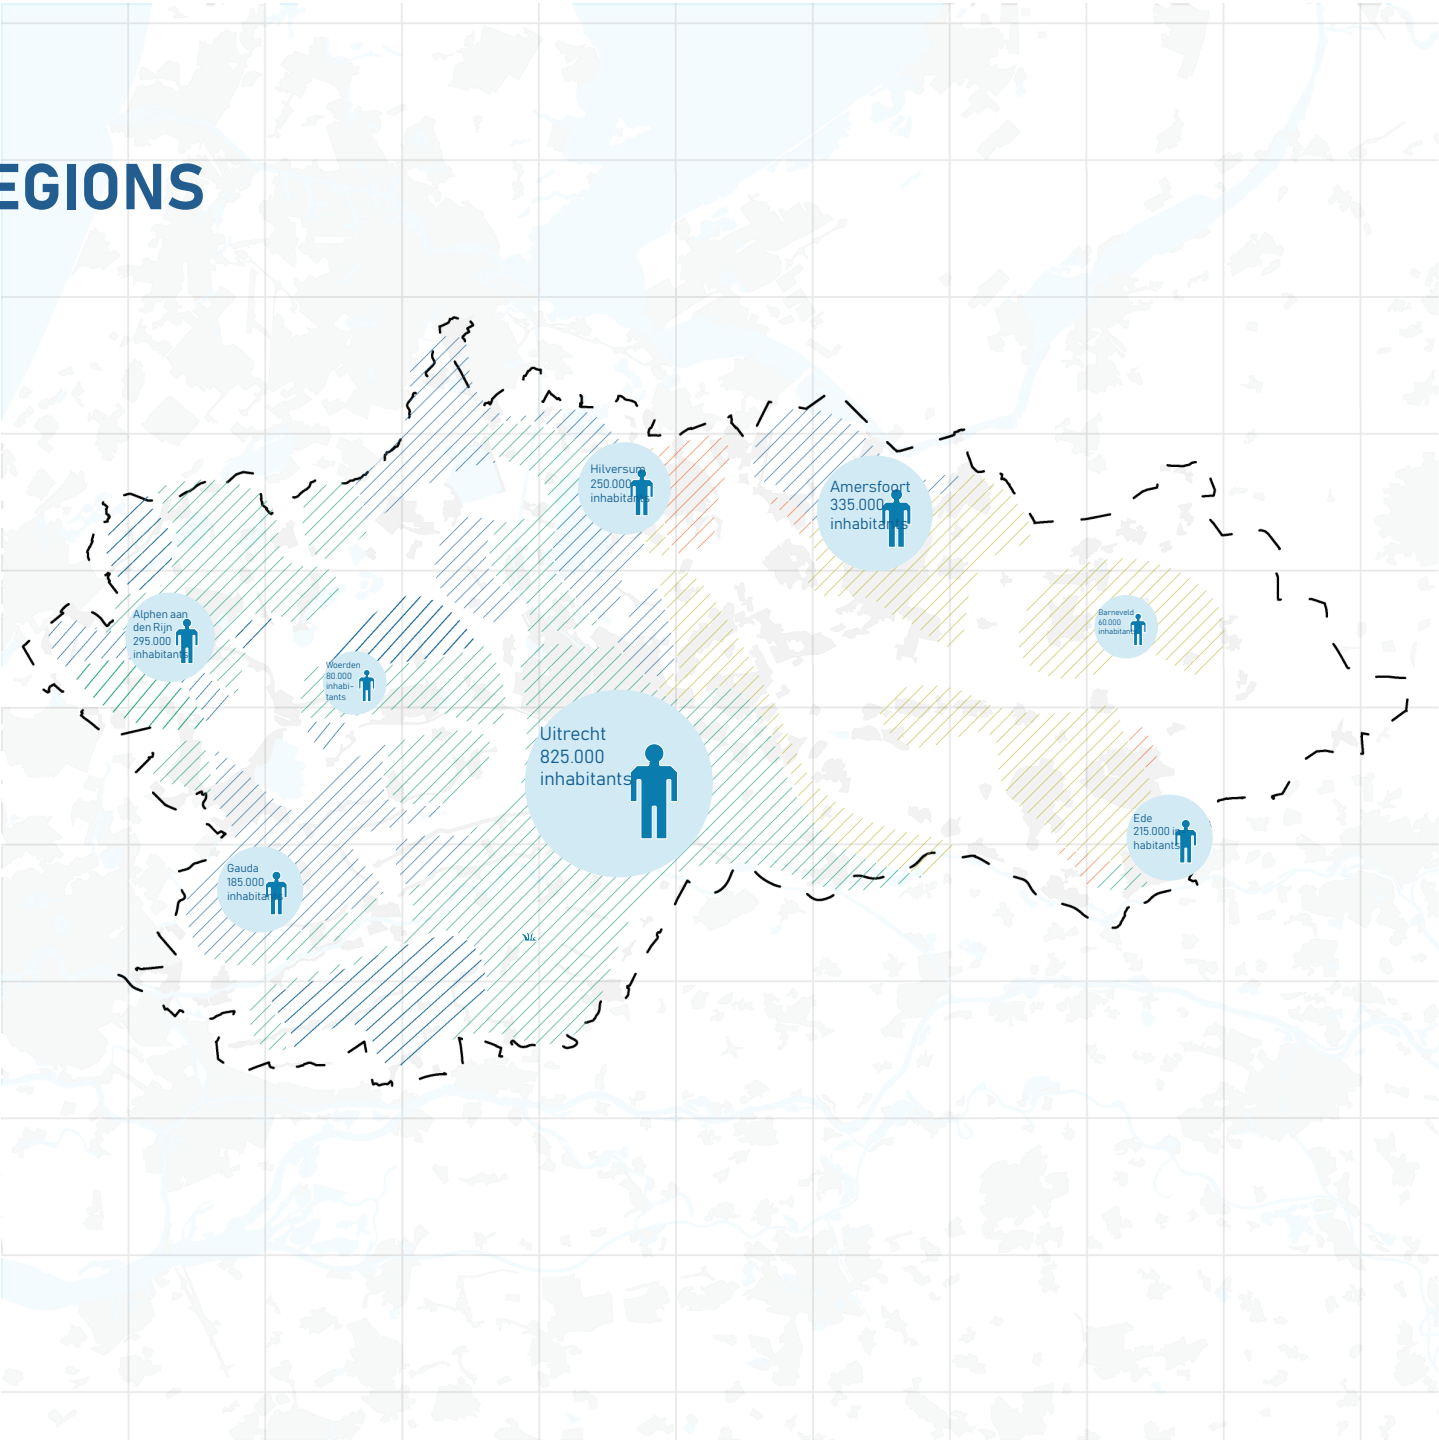 EGIONS
Hilversum
250.000
inhabitants
Amersfoort
335.000
inhabitants
Alphen aan
den Rijn
295.000
inhabitants
Barneveld
60.000
inhabitants
Woerden
80.000
inhabi-
tants
Uitrecht
825.000
inhabitants
Ede
215.000 in
habitants
Gauda
185.000
inhabitants